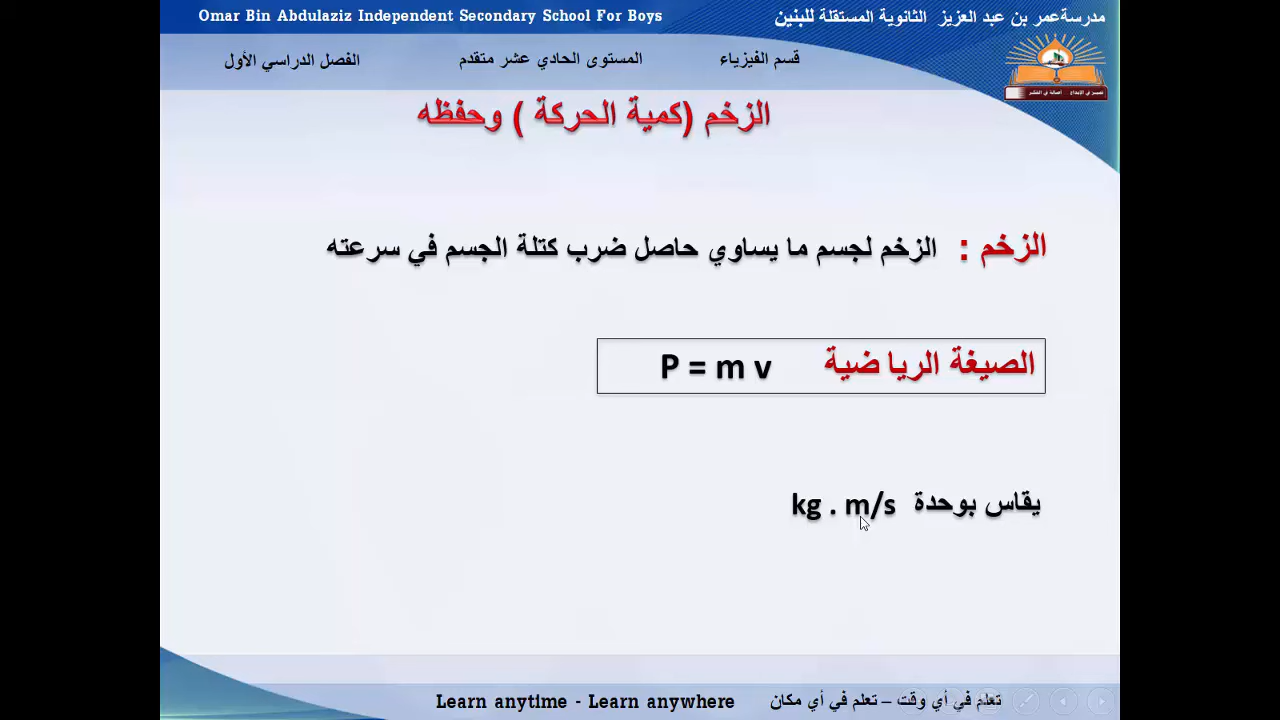 Omar Bin Abdulaziz Independent Secondary School For Boys
مدرسةعمر بن عبد العزيز الثانوية المستقلة للبنين
قسم الفيزياء
المستوى الحادي عشر متقدم
الفصل الدراسي الأول
الزخم (كمية الحركة ) وحفظه
الزخم : الزخم لجسم ما يساوي حاصل ضرب كتلة الجسم في سرعته
الصيغة الريا ضية P = m v
يقاس بوحدة kg . m/s
Learn anytime - Learn anywhere
تعلم في أي وقت – تعلم في أي مكان